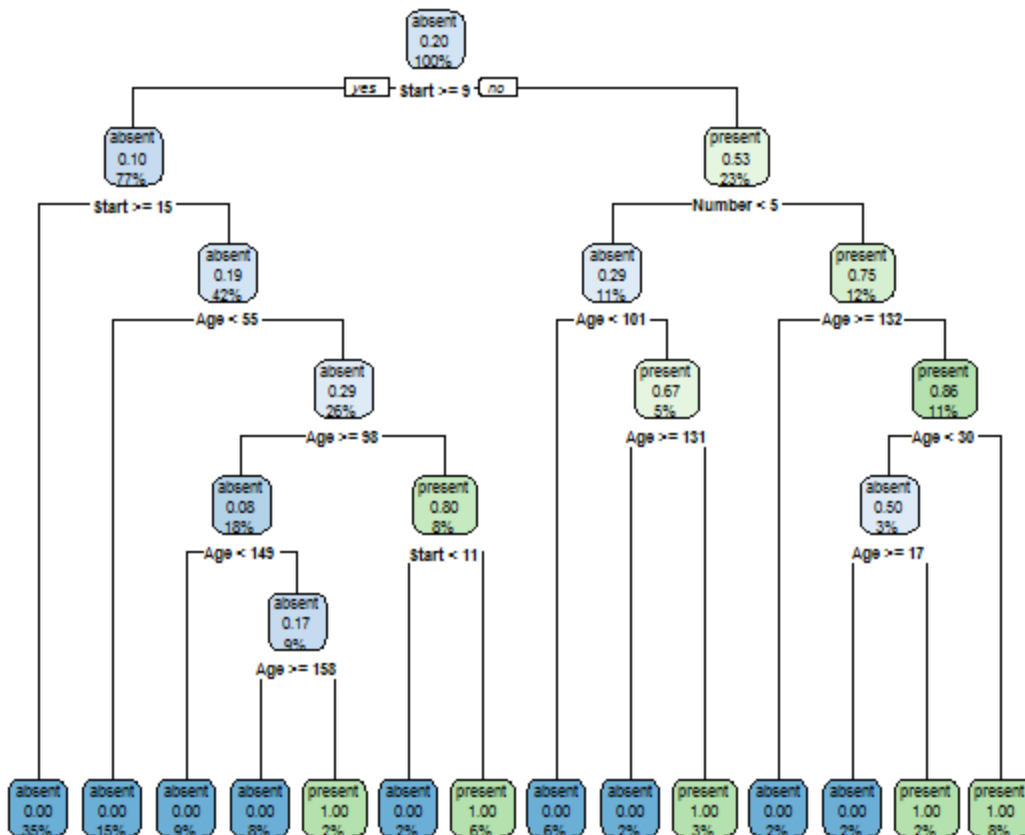 absent
0.20
100%
yes Start >= 9 no
absent
0.10
77%
present
0.53
23%
Start >= 15
Number < 5
absent
0.19
42%
absent
0.29
11%
present
0.75
12%
Age < 55
Age < 101
Age >= 132
absent
0.29
26%
present
0.67
5%
present
0.86
11%
Age >= 98
Age >= 131
Age < 30
absent
0.08
18%
present
0.80
8%
absent
0.50
3%
Age < 149
Start < 11
Age >= 17
absent
0.17
9%
Age >= 158
absent absent absent absent present absent present absent absent present absent absent present present
0.00 0.00 0.00 0.00 1.00 0.00 1.00 0.00 0.00 1.00 0.00 0.00 1.00 1.00
35% 15% 9% 8% 2% 2% 6% 6% 2% 3% 2% 2% 2% 8%